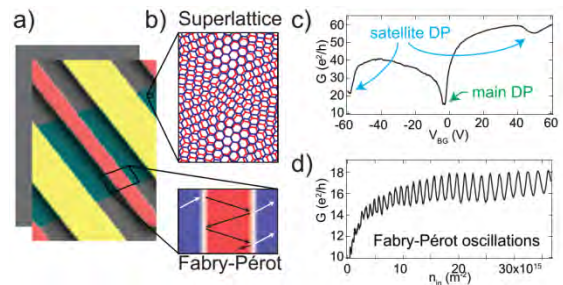 a)
b)
Superlattice
Fabry-Pérot
c)
G (e²/h)
60
50
40
30
20
10
satellite DP
main DP
-60 -40 -20 0 20 40 60
V_BG (V)
d)
G (e²/h)
18
16
14
12
10
Fabry-Pérot oscillations
0 10 20 30x10¹⁵
n_in (m⁻²)